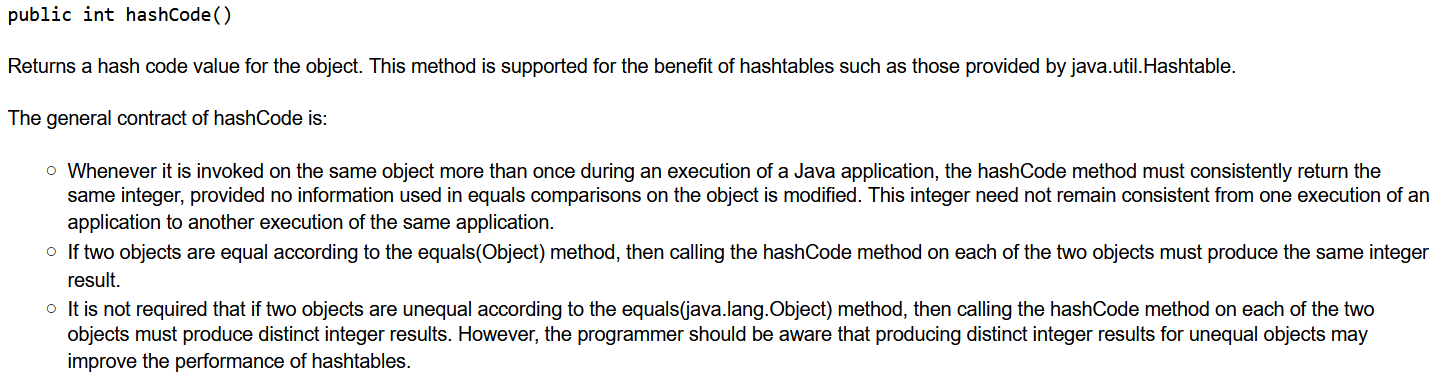 public int hashCode()
Returns a hash code value for the object. This method is supported for the benefit of hashtables such as those provided by java.util.Hashtable.
The general contract of hashCode is:
○ Whenever it is invoked on the same object more than once during an execution of a Java application, the hashCode method must consistently return the
same integer, provided no information used in equals comparisons on the object is modified. This integer need not remain consistent from one execution of an
application to another execution of the same application.
○ If two objects are equal according to the equals(Object) method, then calling the hashCode method on each of the two objects must produce the same integer
result.
○ It is not required that if two objects are unequal according to the equals(java.lang.Object) method, then calling the hashCode method on each of the two
objects must produce distinct integer results. However, the programmer should be aware that producing distinct integer results for unequal objects may
improve the performance of hashtables.